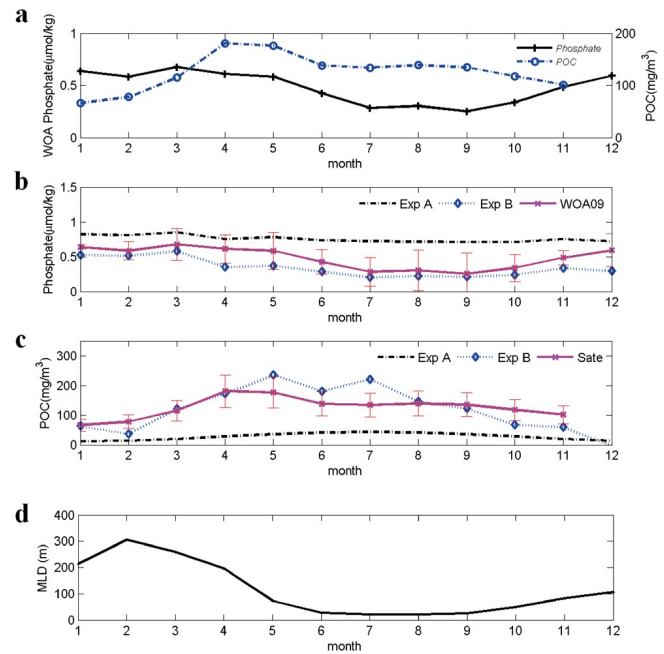 a
WOA Phosphate(μmol/kg)
1
0.5
0
Phosphate
POC
200
100
0
POC(mg/m³)
1 2 3 4 5 6 7 8 9 10 11 12
month
b
Phosphate(μmol/kg)
1.5
1
0.5
0
Exp A Exp B WOA09
1 2 3 4 5 6 7 8 9 10 11 12
month
c
POC(mg/m³)
300
200
100
0
Exp A Exp B Sate
1 2 3 4 5 6 7 8 9 10 11 12
month
d
MLD (m)
400
300
200
100
0
1 2 3 4 5 6 7 8 9 10 11 12
month